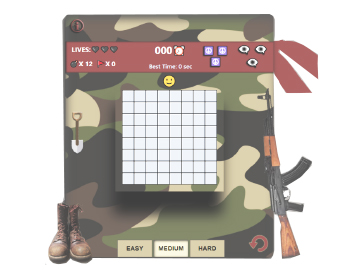 LIVES:
000
X 12
X 0
Best Time: 0 sec
EASY
MEDIUM
HARD